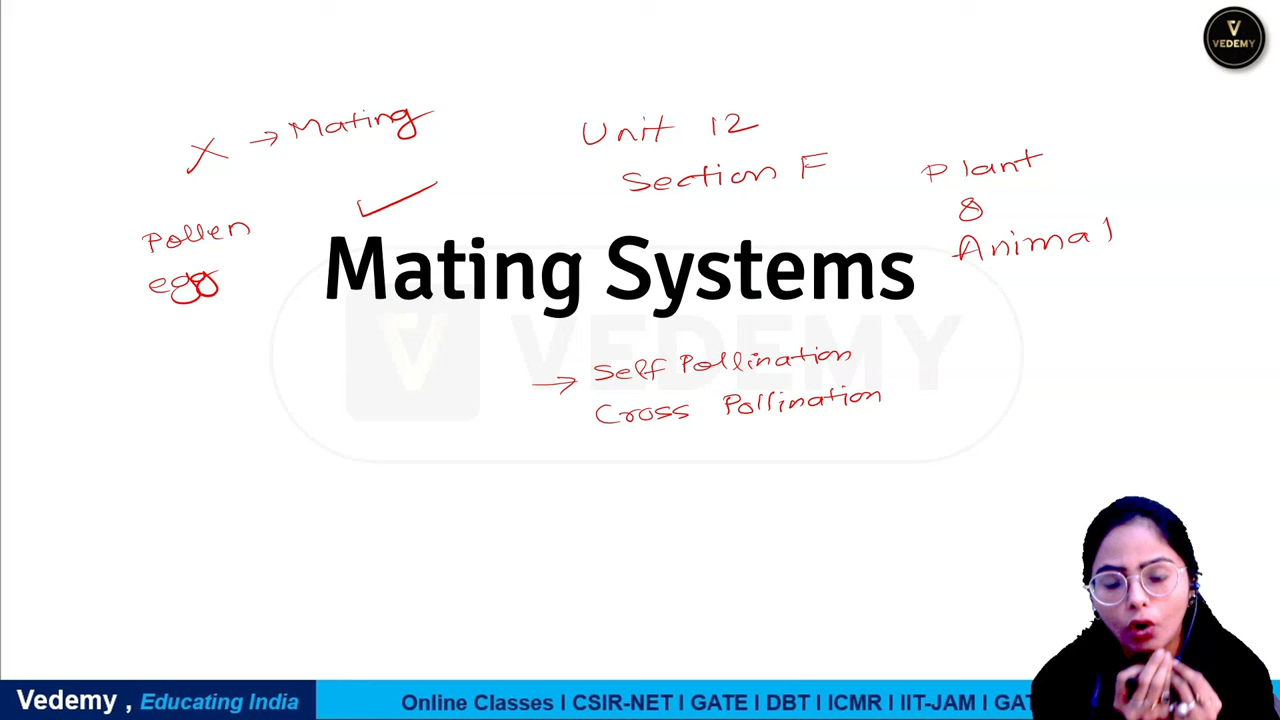 VEDEMY
X → Mating
Unit 12
Section F
Plant
&
Animal
Pollen
egg
Mating Systems
VEDEMY
→ Self Pollination
Cross Pollination
Vedemy , Educating India
Online Classes I CSIR-NET I GATE I DBT I ICMR I IIT-JAM I GAT